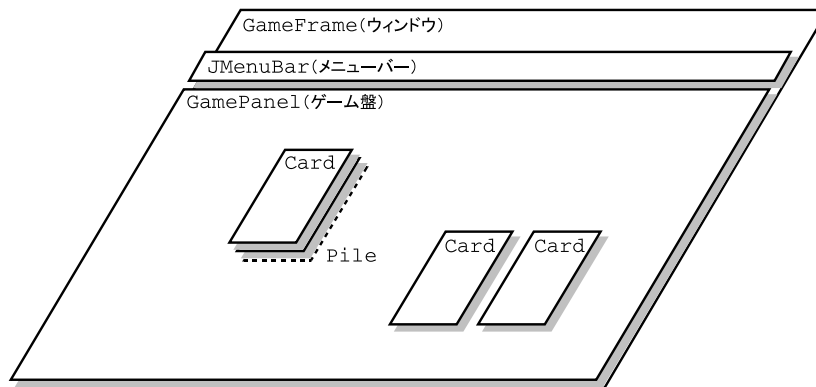 GameFrame(ウィンドウ)
JMenuBar(メニューバー)
GamePanel(ゲーム盤)
Card
Pile
Card
Card